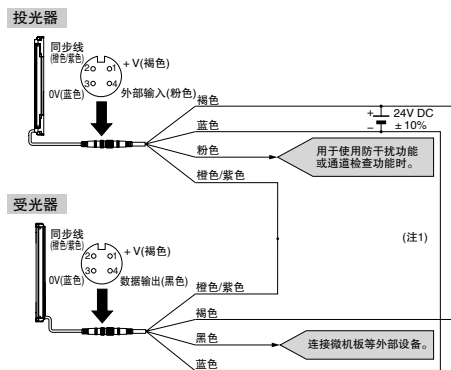 投光器
同步线
(橙色/紫色)
+V(褐色)
2 1
3 4
0V(蓝色)
外部输入(粉色)
褐色
蓝色
粉色
橙色/紫色
+
−
24V DC
±10%
用于使用防干扰功能
或通道检查功能时。
(注1)
受光器
同步线
(橙色/紫色)
+V(褐色)
2 1
3 4
0V(蓝色)
数据输出(黑色)
橙色/紫色
褐色
黑色
蓝色
连接微机板等外部设备。